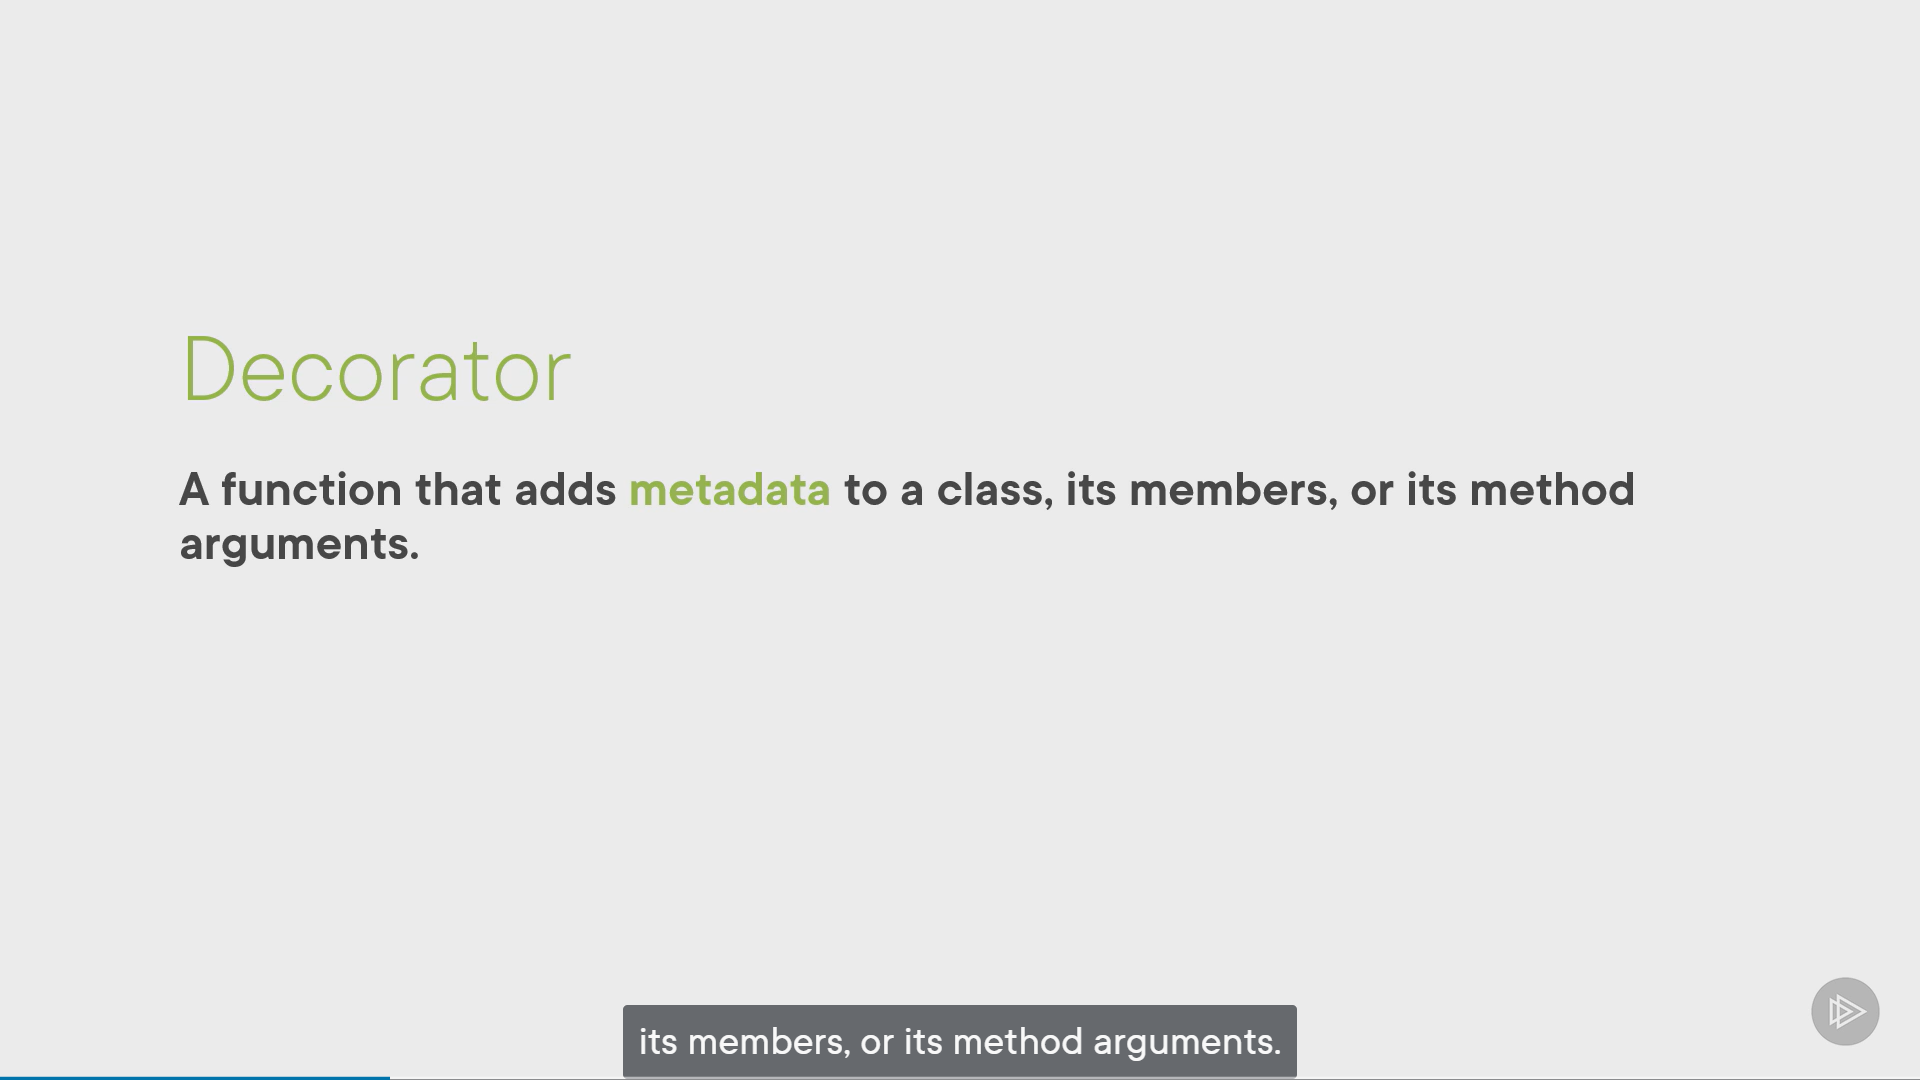 Decorator
A function that adds metadata to a class, its members, or its method
arguments.
its members, or its method arguments.